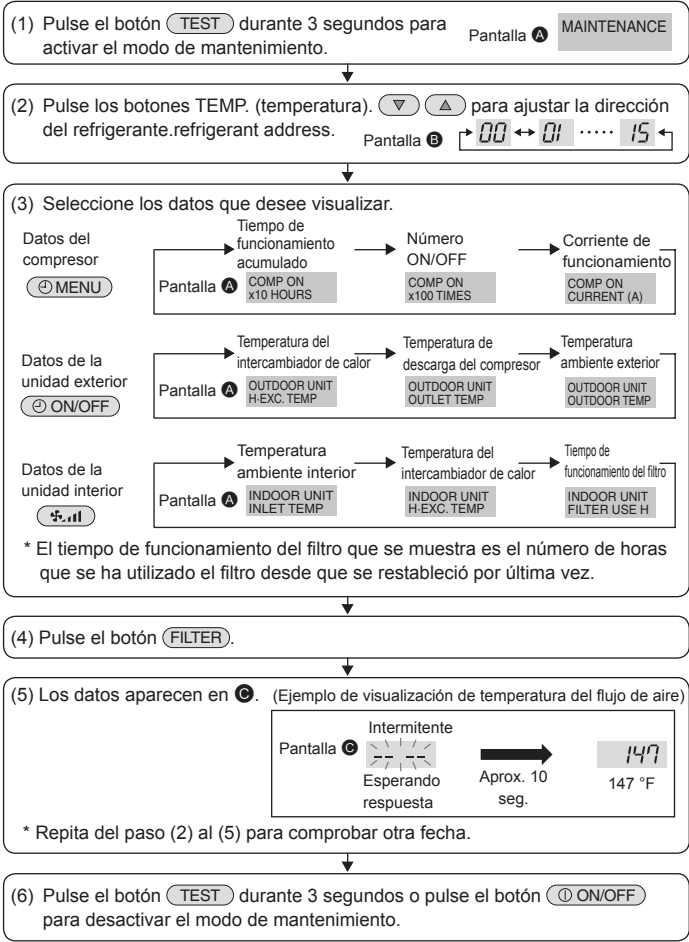 (1) Pulse el botón TEST durante 3 segundos para
activar el modo de mantenimiento.
Pantalla A MAINTENANCE
(2) Pulse los botones TEMP. (temperatura). ▽ △ para ajustar la dirección
del refrigerante.refrigerant address.
Pantalla B 00 ↔ 01 ····· 15
(3) Seleccione los datos que desee visualizar.
Datos del
compresor
MENU
Pantalla A
Tiempo de
funcionamiento
acumulado
COMP ON
x10 HOURS
Número
ON/OFF
COMP ON
x100 TIMES
Corriente de
funcionamiento
COMP ON
CURRENT (A)
Datos de la
unidad exterior
ON/OFF
Pantalla A
Temperatura del
intercambiador de calor
OUTDOOR UNIT
H·EXC. TEMP
Temperatura de
descarga del compresor
OUTDOOR UNIT
OUTLET TEMP
Temperatura
ambiente exterior
OUTDOOR UNIT
OUTDOOR TEMP
Datos de la
unidad interior
Pantalla A
Temperatura
ambiente interior
INDOOR UNIT
INLET TEMP
Temperatura del
intercambiador de calor
INDOOR UNIT
H·EXC. TEMP
Tiempo de
funcionamiento del filtro
INDOOR UNIT
FILTER USE H
* El tiempo de funcionamiento del filtro que se muestra es el número de horas
que se ha utilizado el filtro desde que se restableció por última vez.
(4) Pulse el botón FILTER.
(5) Los datos aparecen en C. (Ejemplo de visualización de temperatura del flujo de aire)
Pantalla C
Intermitente
-- --
Esperando
respuesta
Aprox. 10
seg.
147
147 °F
* Repita del paso (2) al (5) para comprobar otra fecha.
(6) Pulse el botón TEST durante 3 segundos o pulse el botón ON/OFF
para desactivar el modo de mantenimiento.